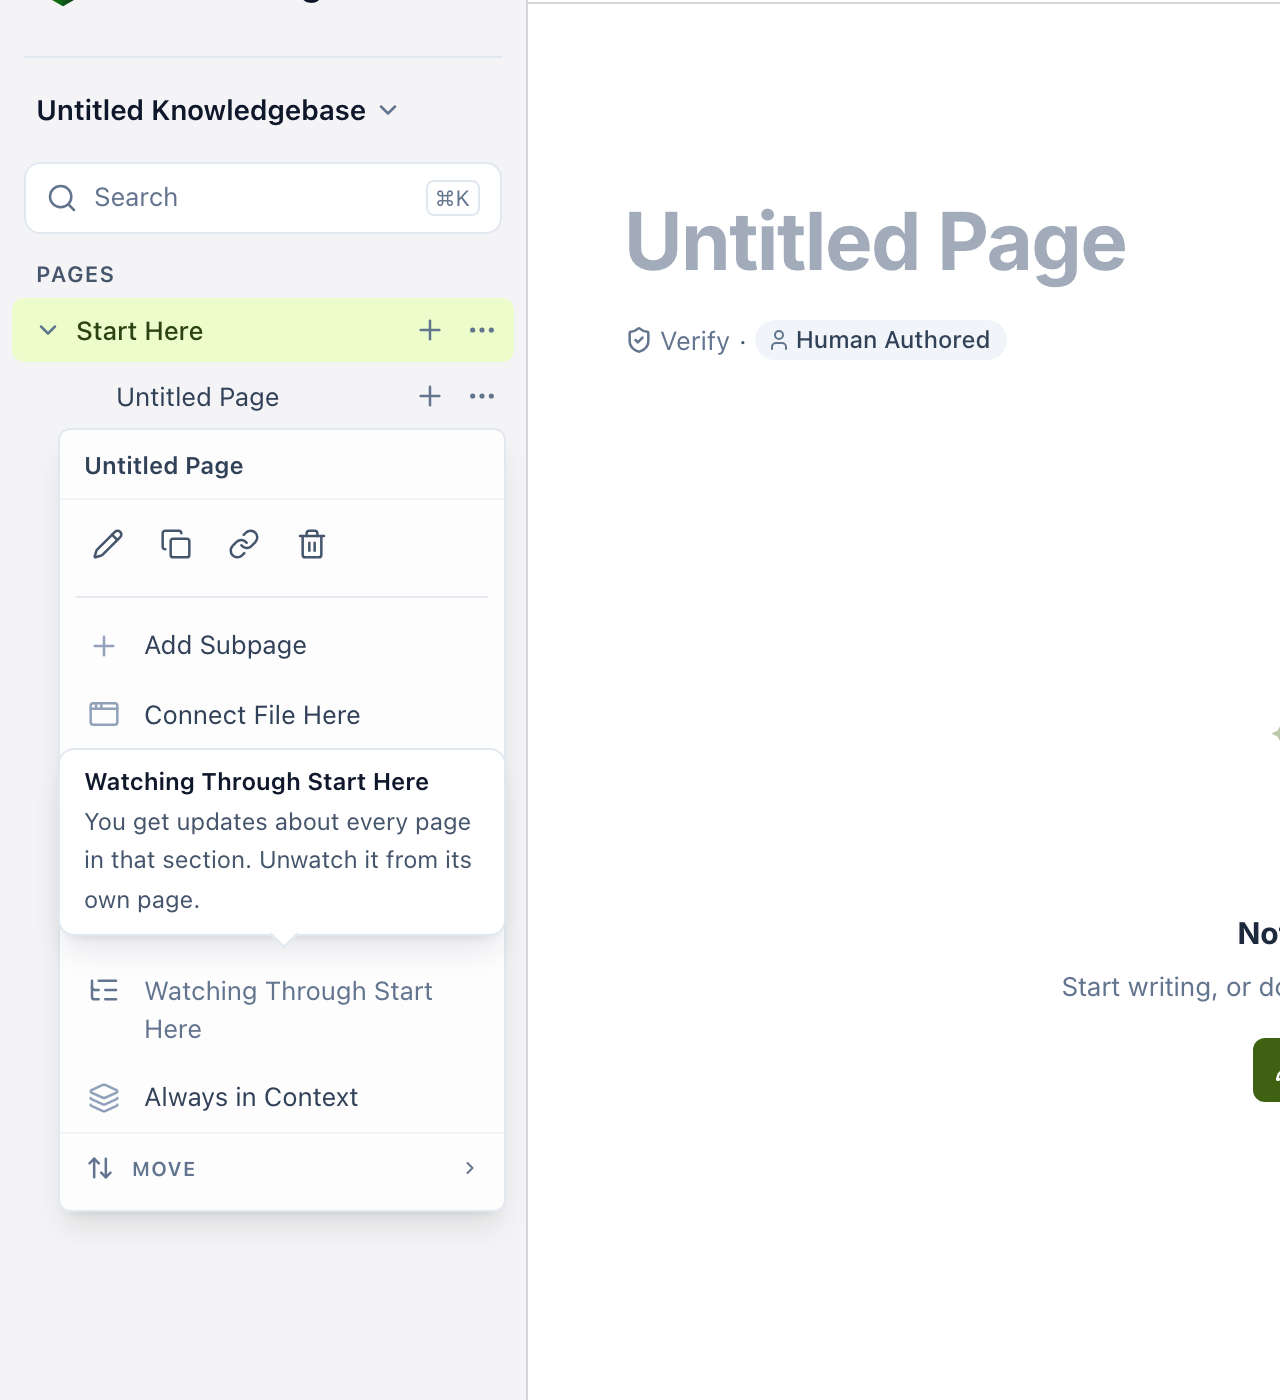 Untitled Knowledgebase
Search ⌘K
PAGES
Start Here
Untitled Page
Untitled Page
Add Subpage
Connect File Here
Watching Through Start Here
You get updates about every page
in that section. Unwatch it from its
own page.
Watching Through Start
Here
Always in Context
MOVE
Untitled Page
Verify · Human Authored
Start writing, or